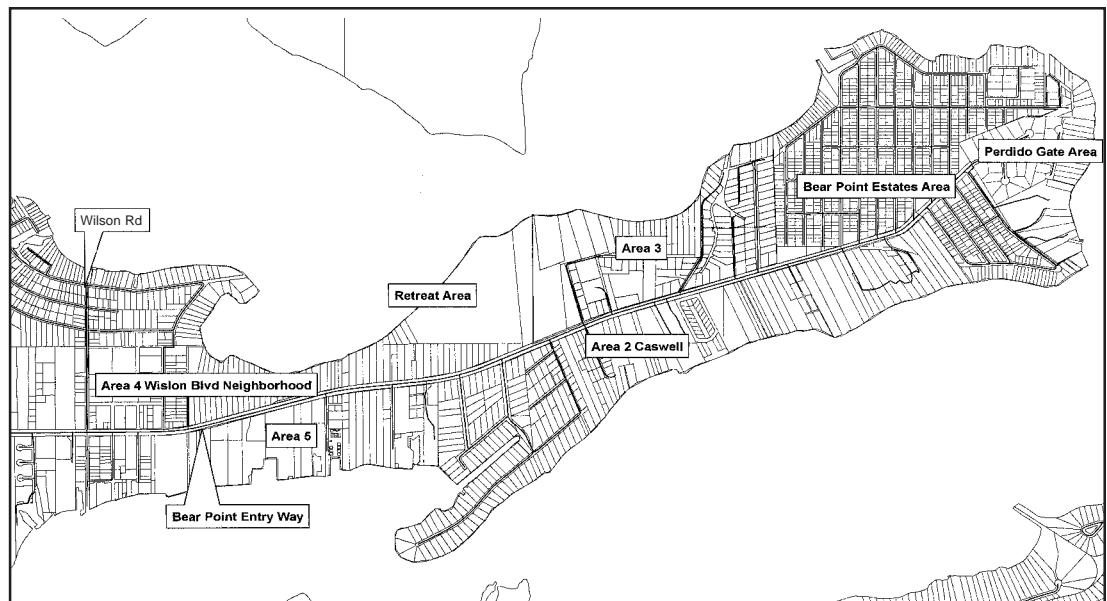 Perdido Gate Area
Bear Point Estates Area
Wilson Rd
Area 3
Retreat Area
Area 2 Caswell
Area 4 Wislon Blvd Neighborhood
Area 5
Bear Point Entry Way